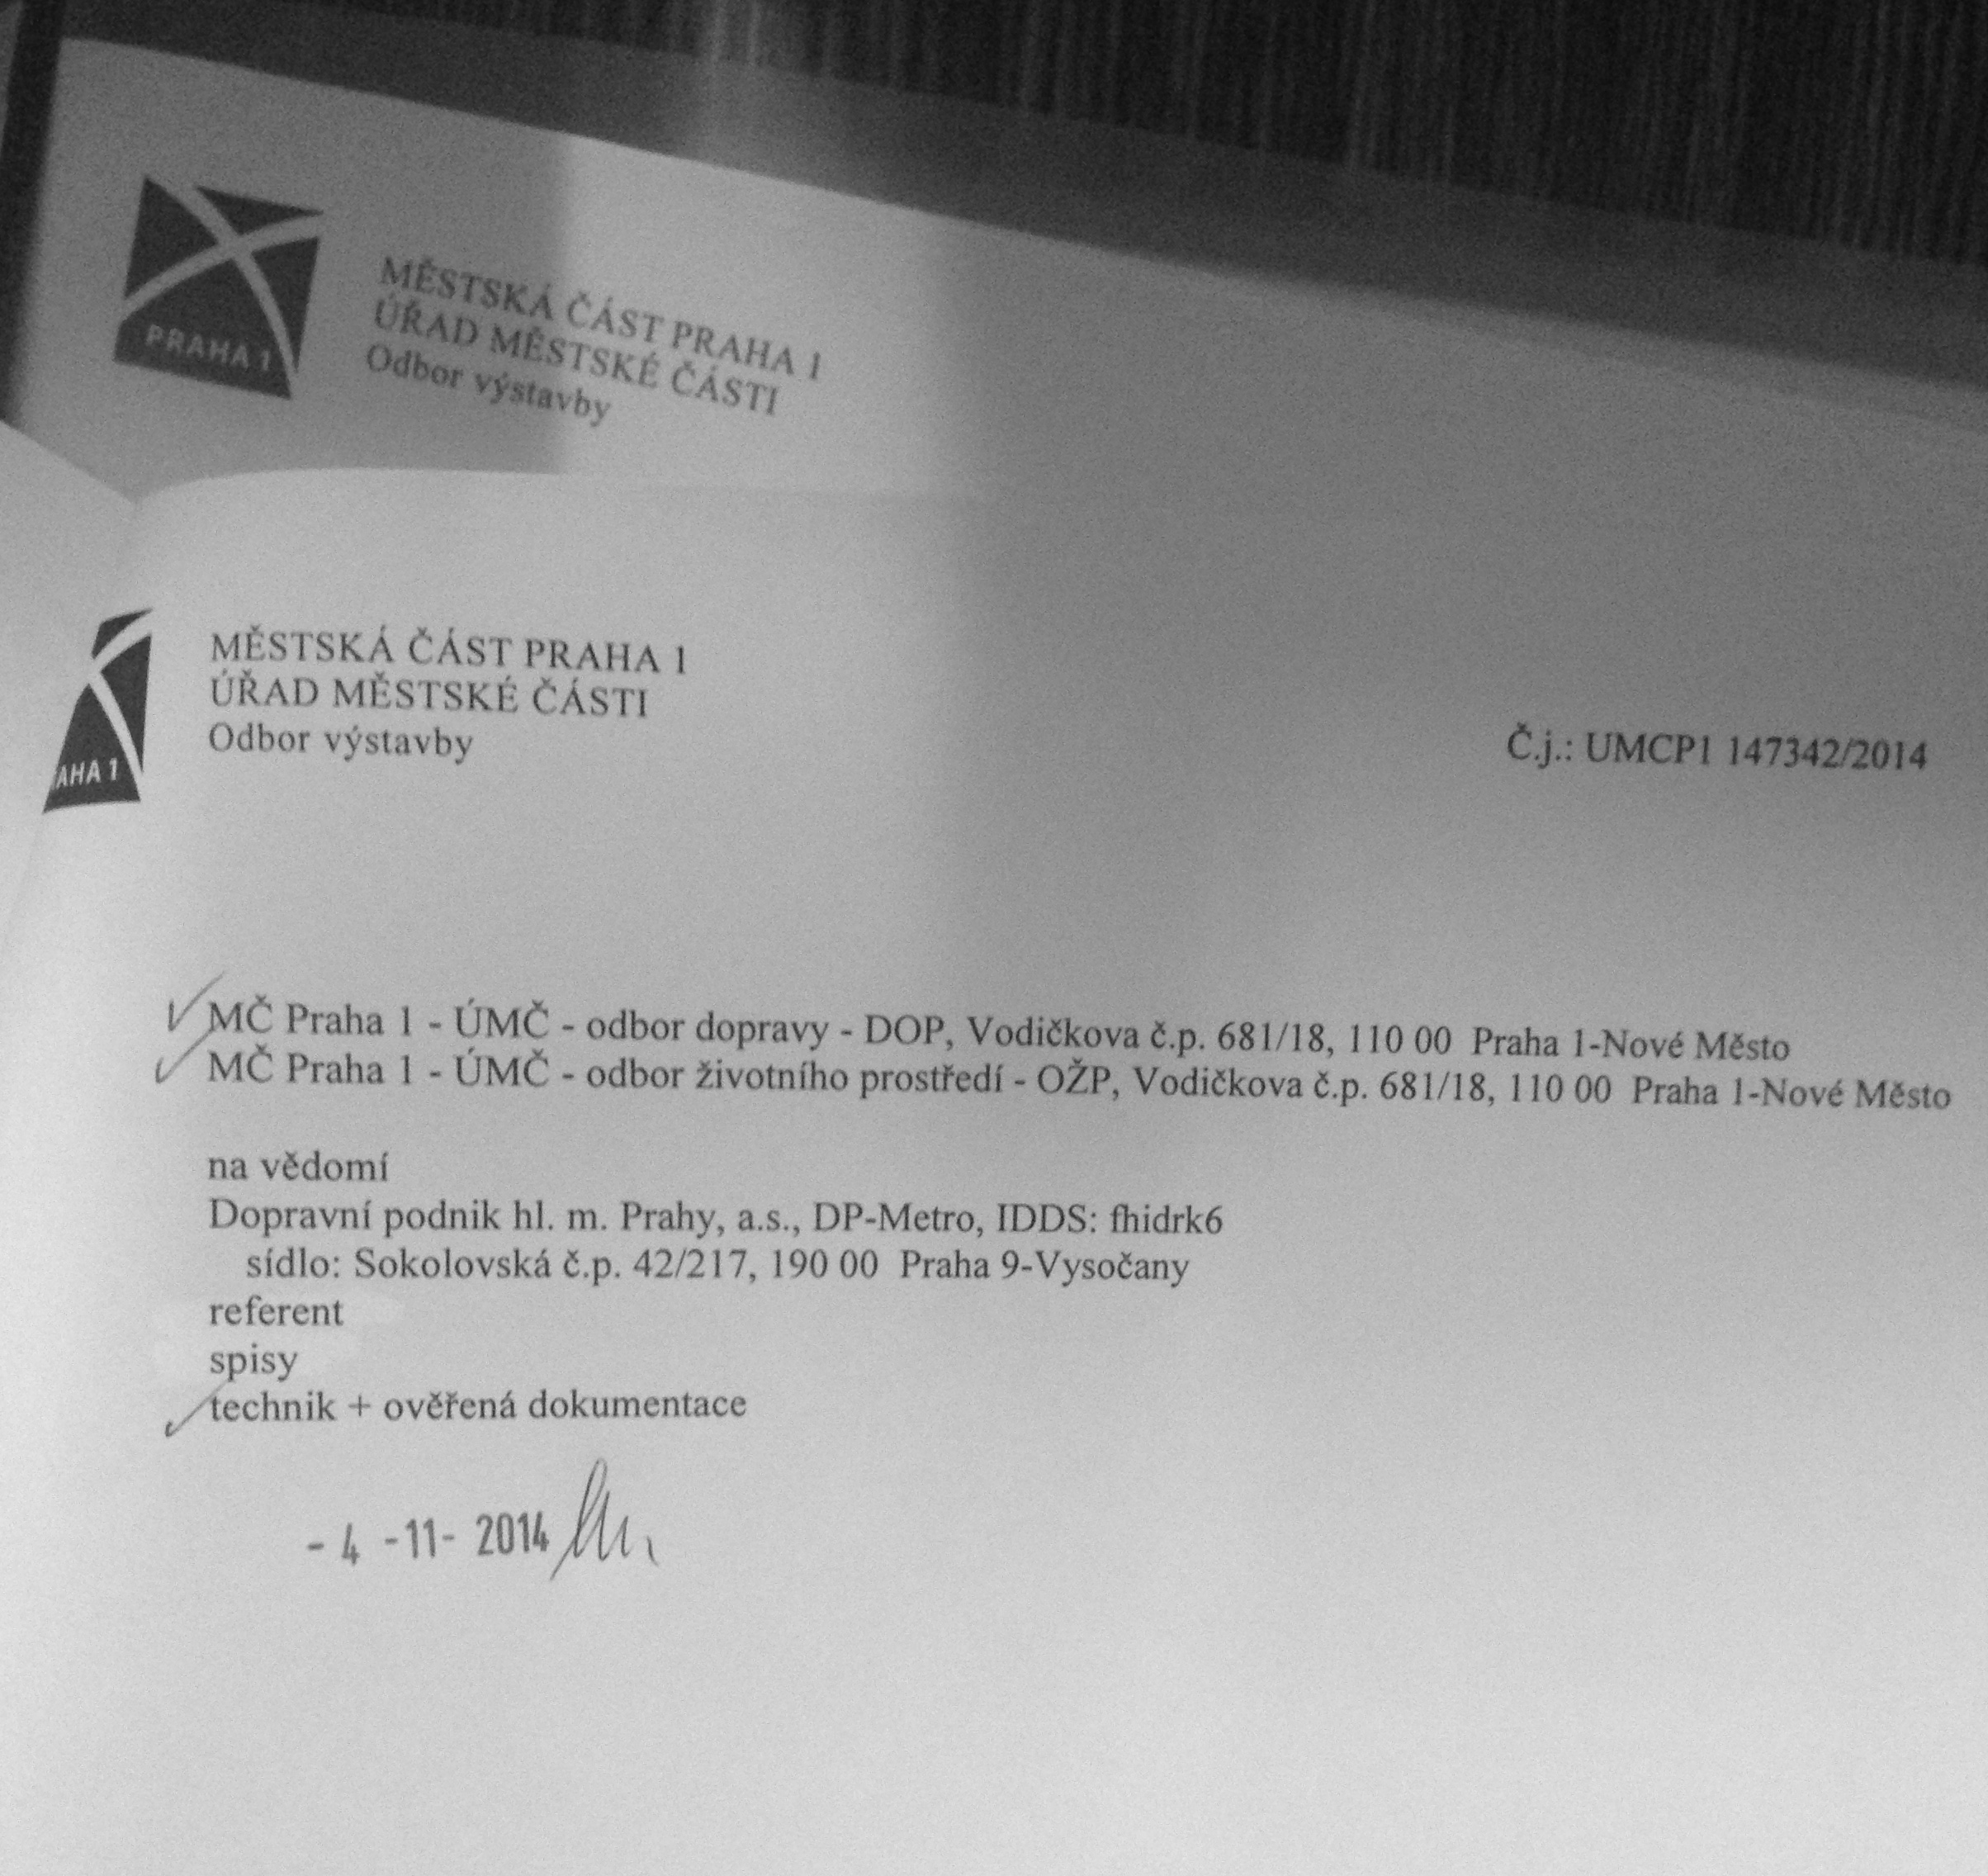 PRAHA 1
MĚSTSKÁ ČÁST PRAHA 1
ÚŘAD MĚSTSKÉ ČÁSTI
Odbor výstavby
AHA 1
MĚSTSKÁ ČÁST PRAHA 1
ÚŘAD MĚSTSKÉ ČÁSTI
Odbor výstavby
Č.j.: UMCP1 147342/2014
MČ Praha 1 - ÚMČ - odbor dopravy - DOP, Vodičkova č.p. 681/18, 110 00 Praha 1-Nové Město
MČ Praha 1 - ÚMČ - odbor životního prostředí - OŽP, Vodičkova č.p. 681/18, 110 00 Praha 1-Nové Město
na vědomí
Dopravní podnik hl. m. Prahy, a.s., DP-Metro, IDDS: fhidrk6
sídlo: Sokolovská č.p. 42/217, 190 00 Praha 9-Vysočany
referent
spisy
technik + ověřená dokumentace
- 4 -11- 2014